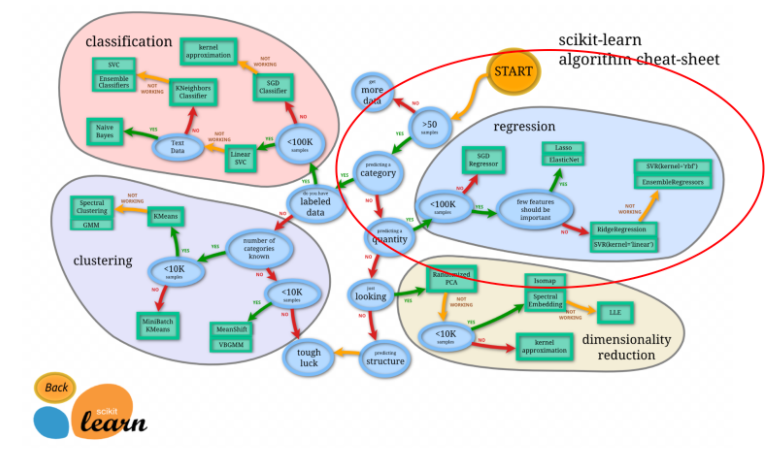 scikit-learn
algorithm cheat-sheet
START
get
more
data
NO
>50
samples
YES
predicting a
category
YES
NO
do you have
labeled
data
YES
NO
predicting a
quantity
YES
NO
just
looking
YES
NO
predicting
structure
tough
luck
classification
kernel
approximation
NOT
WORKING
SGD
Classifier
NO
<100K
samples
YES
Linear
SVC
NOT
WORKING
Text
Data
YES
Naive
Bayes
NO
KNeighbors
Classifier
NOT
WORKING
SVC
Ensemble
Classifiers
regression
SGD
Regressor
NO
<100K
samples
YES
few features
should be
important
YES
Lasso
ElasticNet
NO
RidgeRegression
SVR(kernel='linear')
NOT
WORKING
SVR(kernel='rbf')
EnsembleRegressors
clustering
Spectral
Clustering
GMM
NOT
WORKING
KMeans
YES
<10K
samples
NO
MiniBatch
KMeans
YES
number of
categories
known
NO
<10K
samples
YES
MeanShift
VBGMM
NO
dimensionality
reduction
Randomized
PCA
NOT
WORKING
<10K
samples
YES
Isomap
Spectral
Embedding
NOT
WORKING
LLE
NO
kernel
approximation
Back
scikit
learn